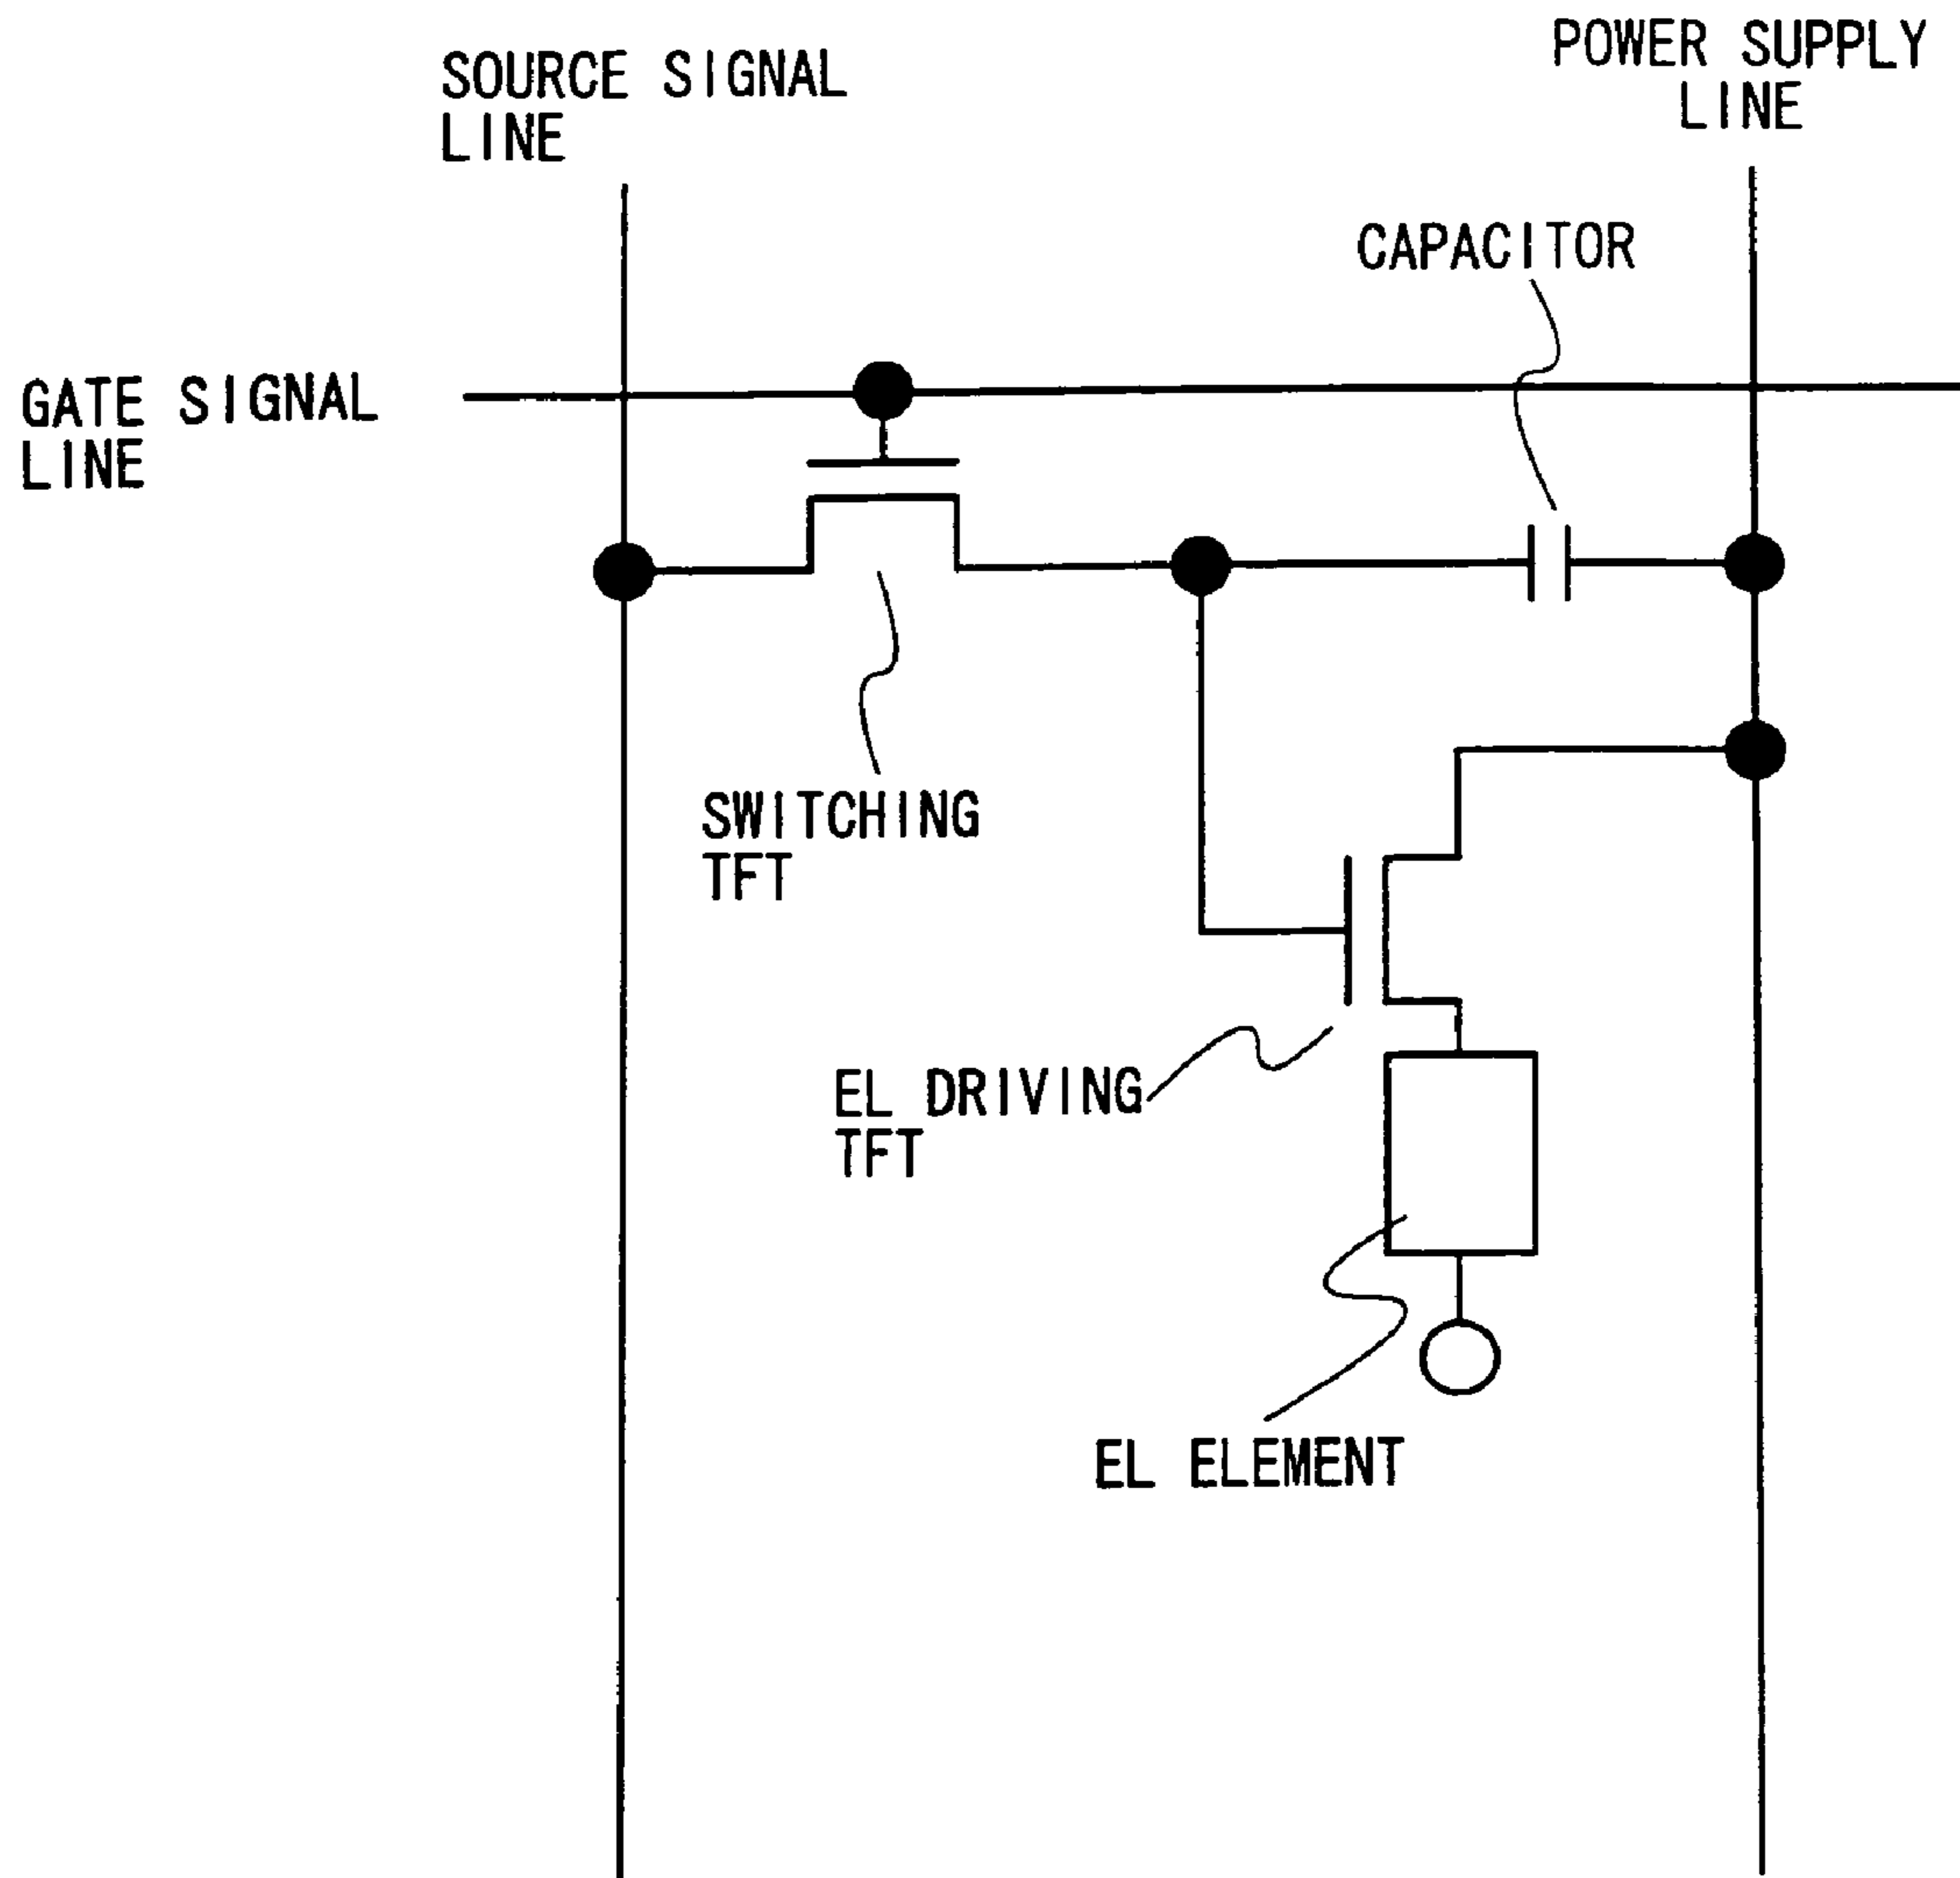 POWER SUPPLY
LINE
SOURCE SIGNAL
LINE
CAPACITOR
GATE SIGNAL
LINE
SWITCHING
TFT
EL DRIVING
TFT
EL ELEMENT